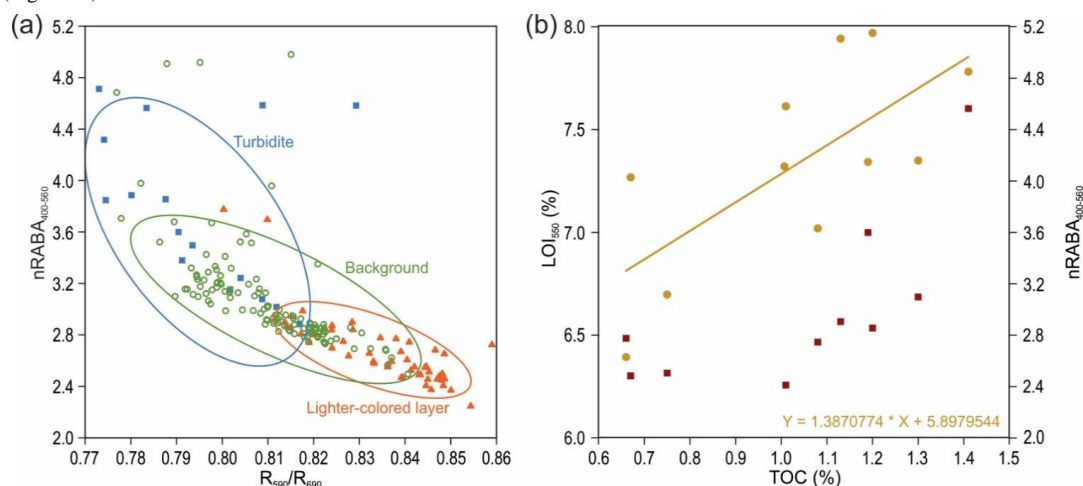 (a)
5.2
4.8
4.4
4.0
3.6
3.2
2.8
2.4
2.0
nRABA400-560
Turbidite
Background
Lighter-colored layer
0.77 0.78 0.79 0.80 0.81 0.82 0.83 0.84 0.85 0.86
R590/R690
(b)
8.0
7.5
7.0
6.5
6.0
LOI550 (%)
5.2
4.8
4.4
4.0
3.6
3.2
2.8
2.4
2.0
nRABA400-560
Y = 1.3870774 * X + 5.8979544
0.6 0.7 0.8 0.9 1.0 1.1 1.2 1.3 1.4 1.5
TOC (%)